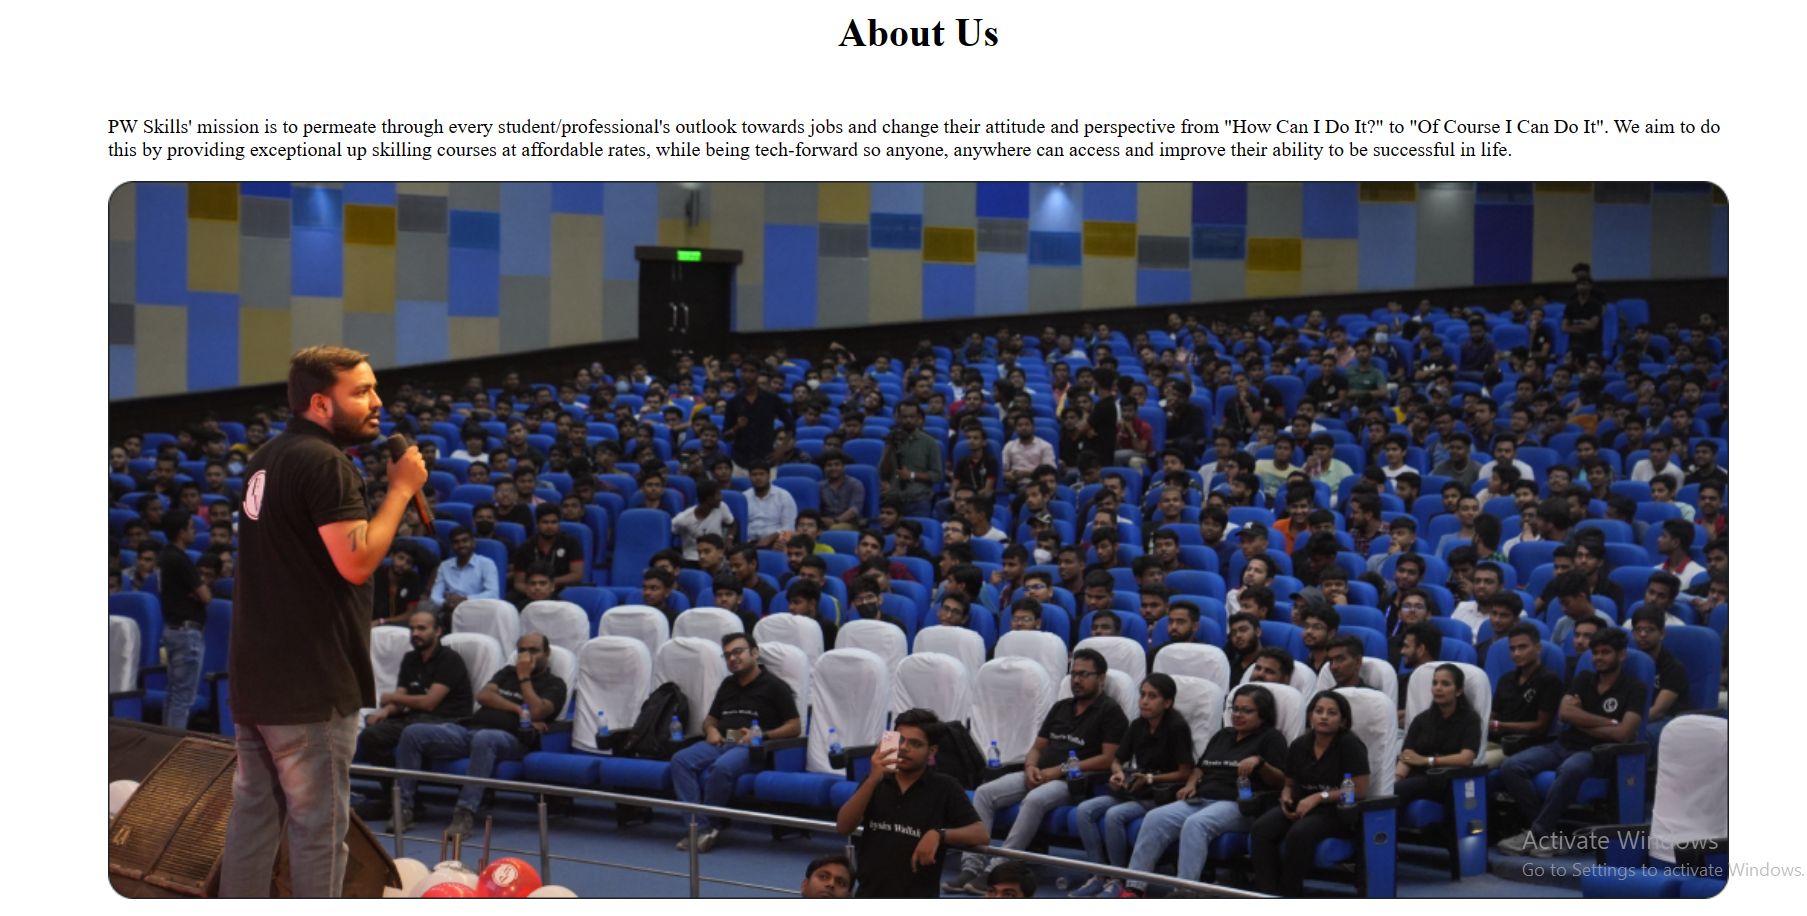 About Us
PW Skills' mission is to permeate through every student/professional's outlook towards jobs and change their attitude and perspective from "How Can I Do It?" to "Of Course I Can Do It". We aim to do
this by providing exceptional up skilling courses at affordable rates, while being tech-forward so anyone, anywhere can access and improve their ability to be successful in life.
Physics Wallah
Activate Windows
Go to Settings to activate Windows.